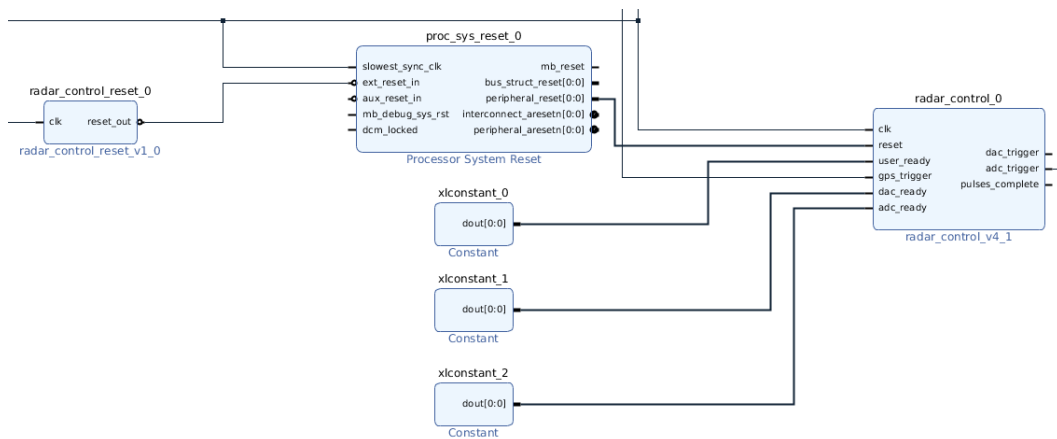 proc_sys_reset_0
slowest_sync_clk
ext_reset_in
aux_reset_in
mb_debug_sys_rst
dcm_locked
mb_reset
bus_struct_reset[0:0]
peripheral_reset[0:0]
interconnect_aresetn[0:0]
peripheral_aresetn[0:0]
Processor System Reset
radar_control_reset_0
clk
reset_out
radar_control_reset_v1_0
radar_control_0
clk
reset
user_ready
gps_trigger
dac_ready
adc_ready
dac_trigger
adc_trigger
pulses_complete
radar_control_v4_1
xlconstant_0
dout[0:0]
Constant
xlconstant_1
dout[0:0]
Constant
xlconstant_2
dout[0:0]
Constant